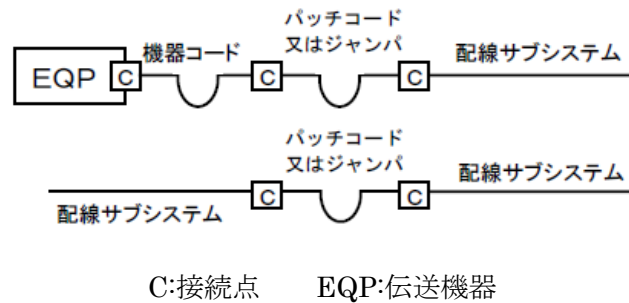 パッチコード
又はジャンパ
機器コード
配線サブシステム
EQP
C
C
C
パッチコード
又はジャンパ
配線サブシステム
C
C
配線サブシステム
C:接続点 EQP:伝送機器